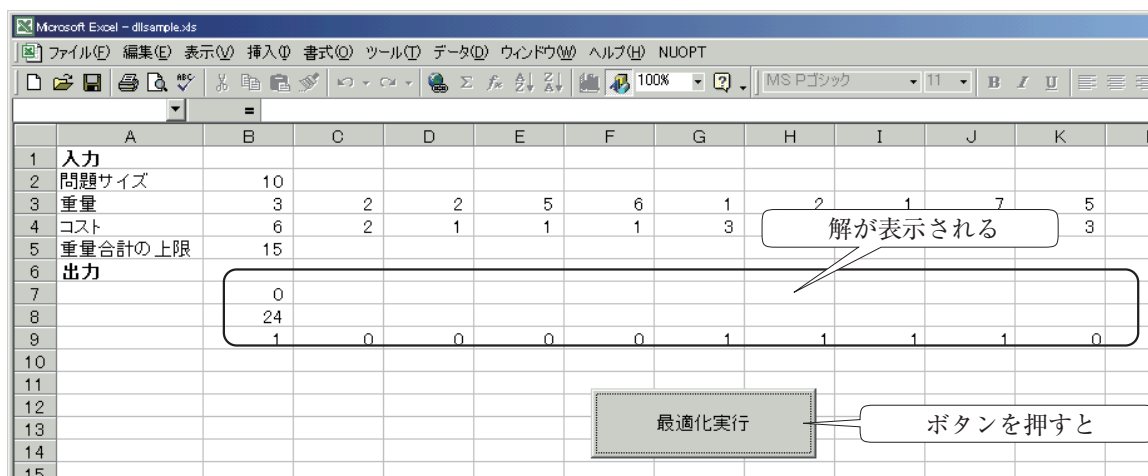 Microsoft Excel - dllsample.xls
ファイル(F) 編集(E) 表示(V) 挿入(I) 書式(O) ツール(T) データ(D) ウィンドウ(W) ヘルプ(H) NUOPT
100% MS Pゴシック 11 B I U
=
A B C D E F G H I J K
1 入力
2 問題サイズ 10
3 重量 3 2 2 5 6 1 2 1 7 5
4 コスト 6 2 1 1 1 3 3
解が表示される
5 重量合計の上限 15
6 出力
7 0
8 24
9 1 0 0 0 0 1 1 1 1 0
10
11
12
13
14
15
最適化実行
ボタンを押すと